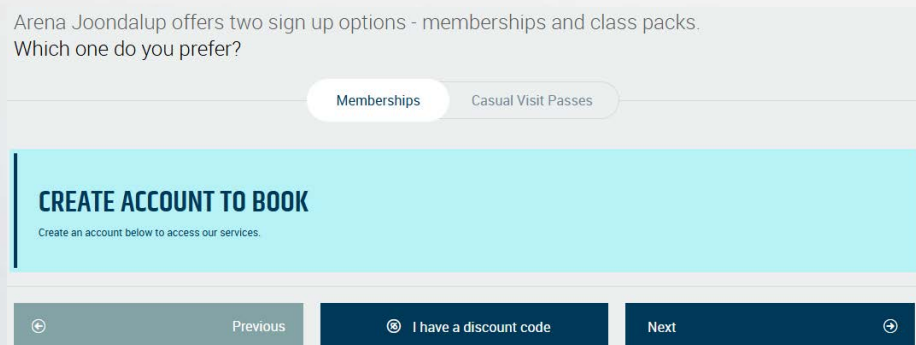 Arena Joondalup offers two sign up options - memberships and class packs.
Which one do you prefer?
Memberships
Casual Visit Passes
CREATE ACCOUNT TO BOOK
Create an account below to access our services.
Previous
I have a discount code
Next